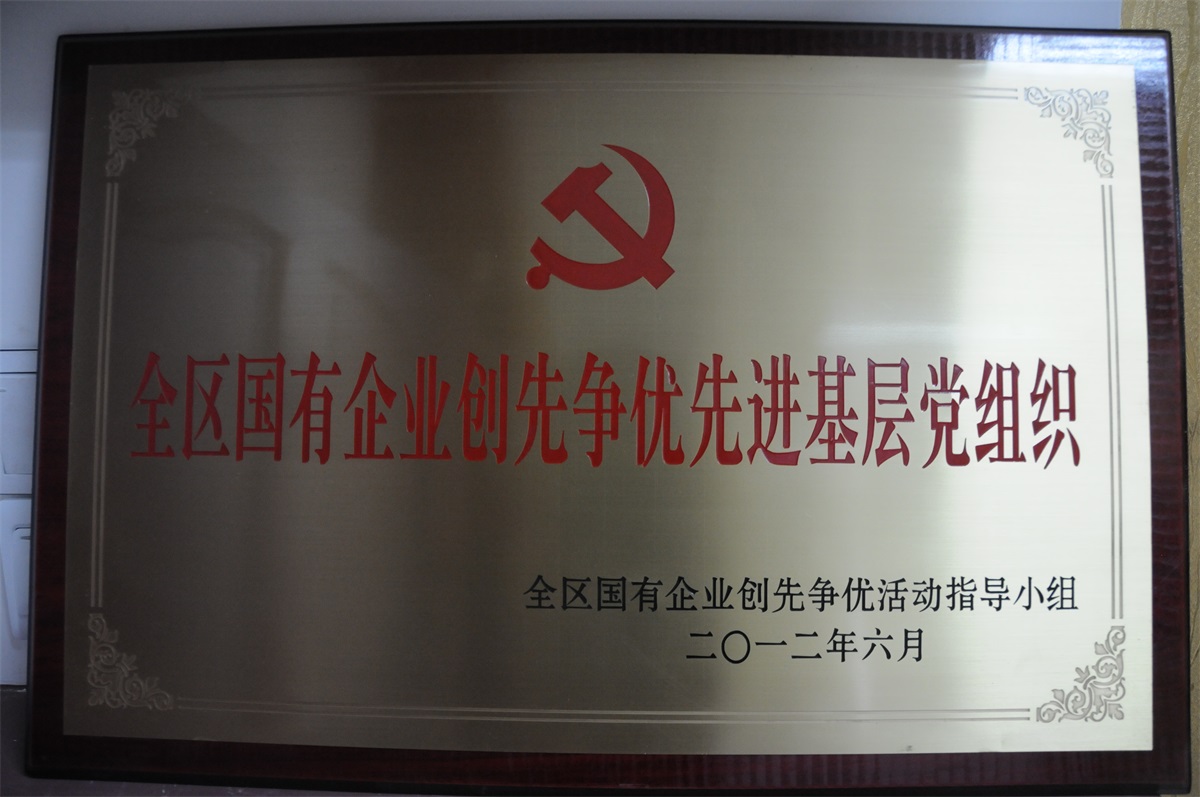 全区国有企业创先争优先进基层党组织
全区国有企业创先争优活动指导小组
二〇一二年六月